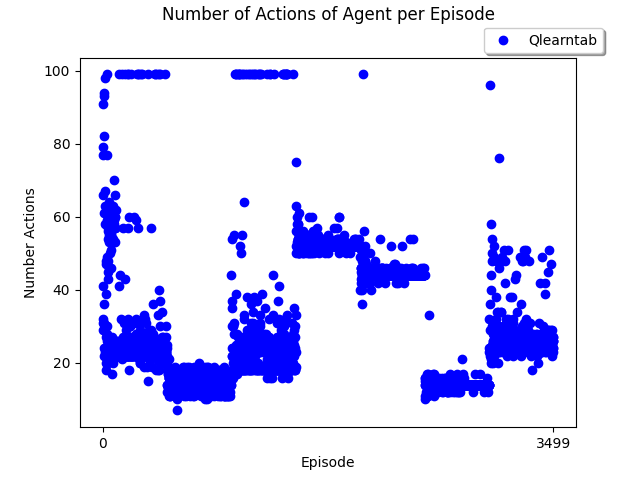 Number of Actions of Agent per Episode
Qlearntab
100
80
60
40
20
Number Actions
0
3499
Episode